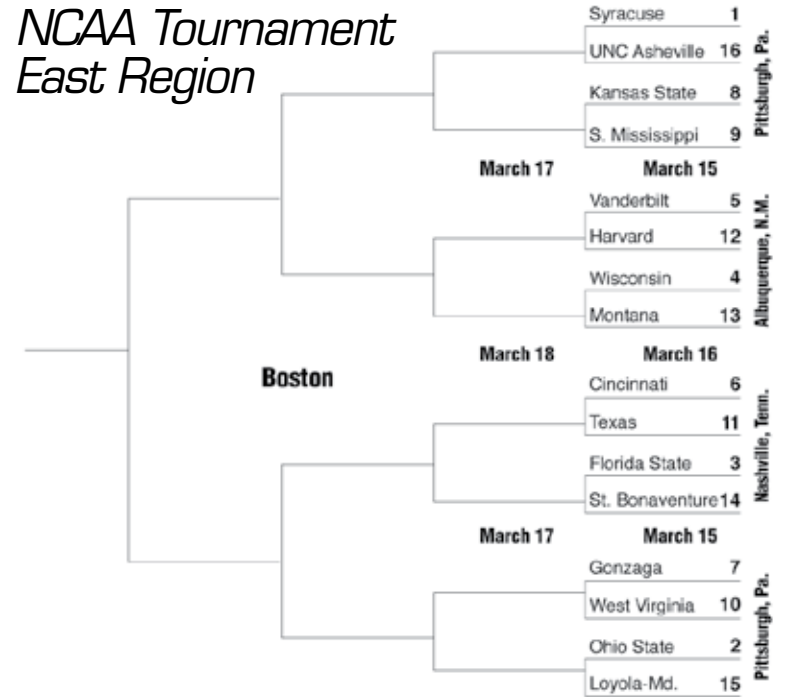 NCAA Tournament
East Region
Syracuse 1
UNC Asheville 16
Kansas State 8
S. Mississippi 9
Pittsburgh, Pa.
March 17 March 15
Vanderbilt 5
Harvard 12
Wisconsin 4
Montana 13
Albuquerque, N.M.
March 18 March 16
Boston
Cincinnati 6
Texas 11
Florida State 3
St. Bonaventure 14
Nashville, Tenn.
March 17 March 15
Gonzaga 7
West Virginia 10
Ohio State 2
Loyola-Md. 15
Pittsburgh, Pa.